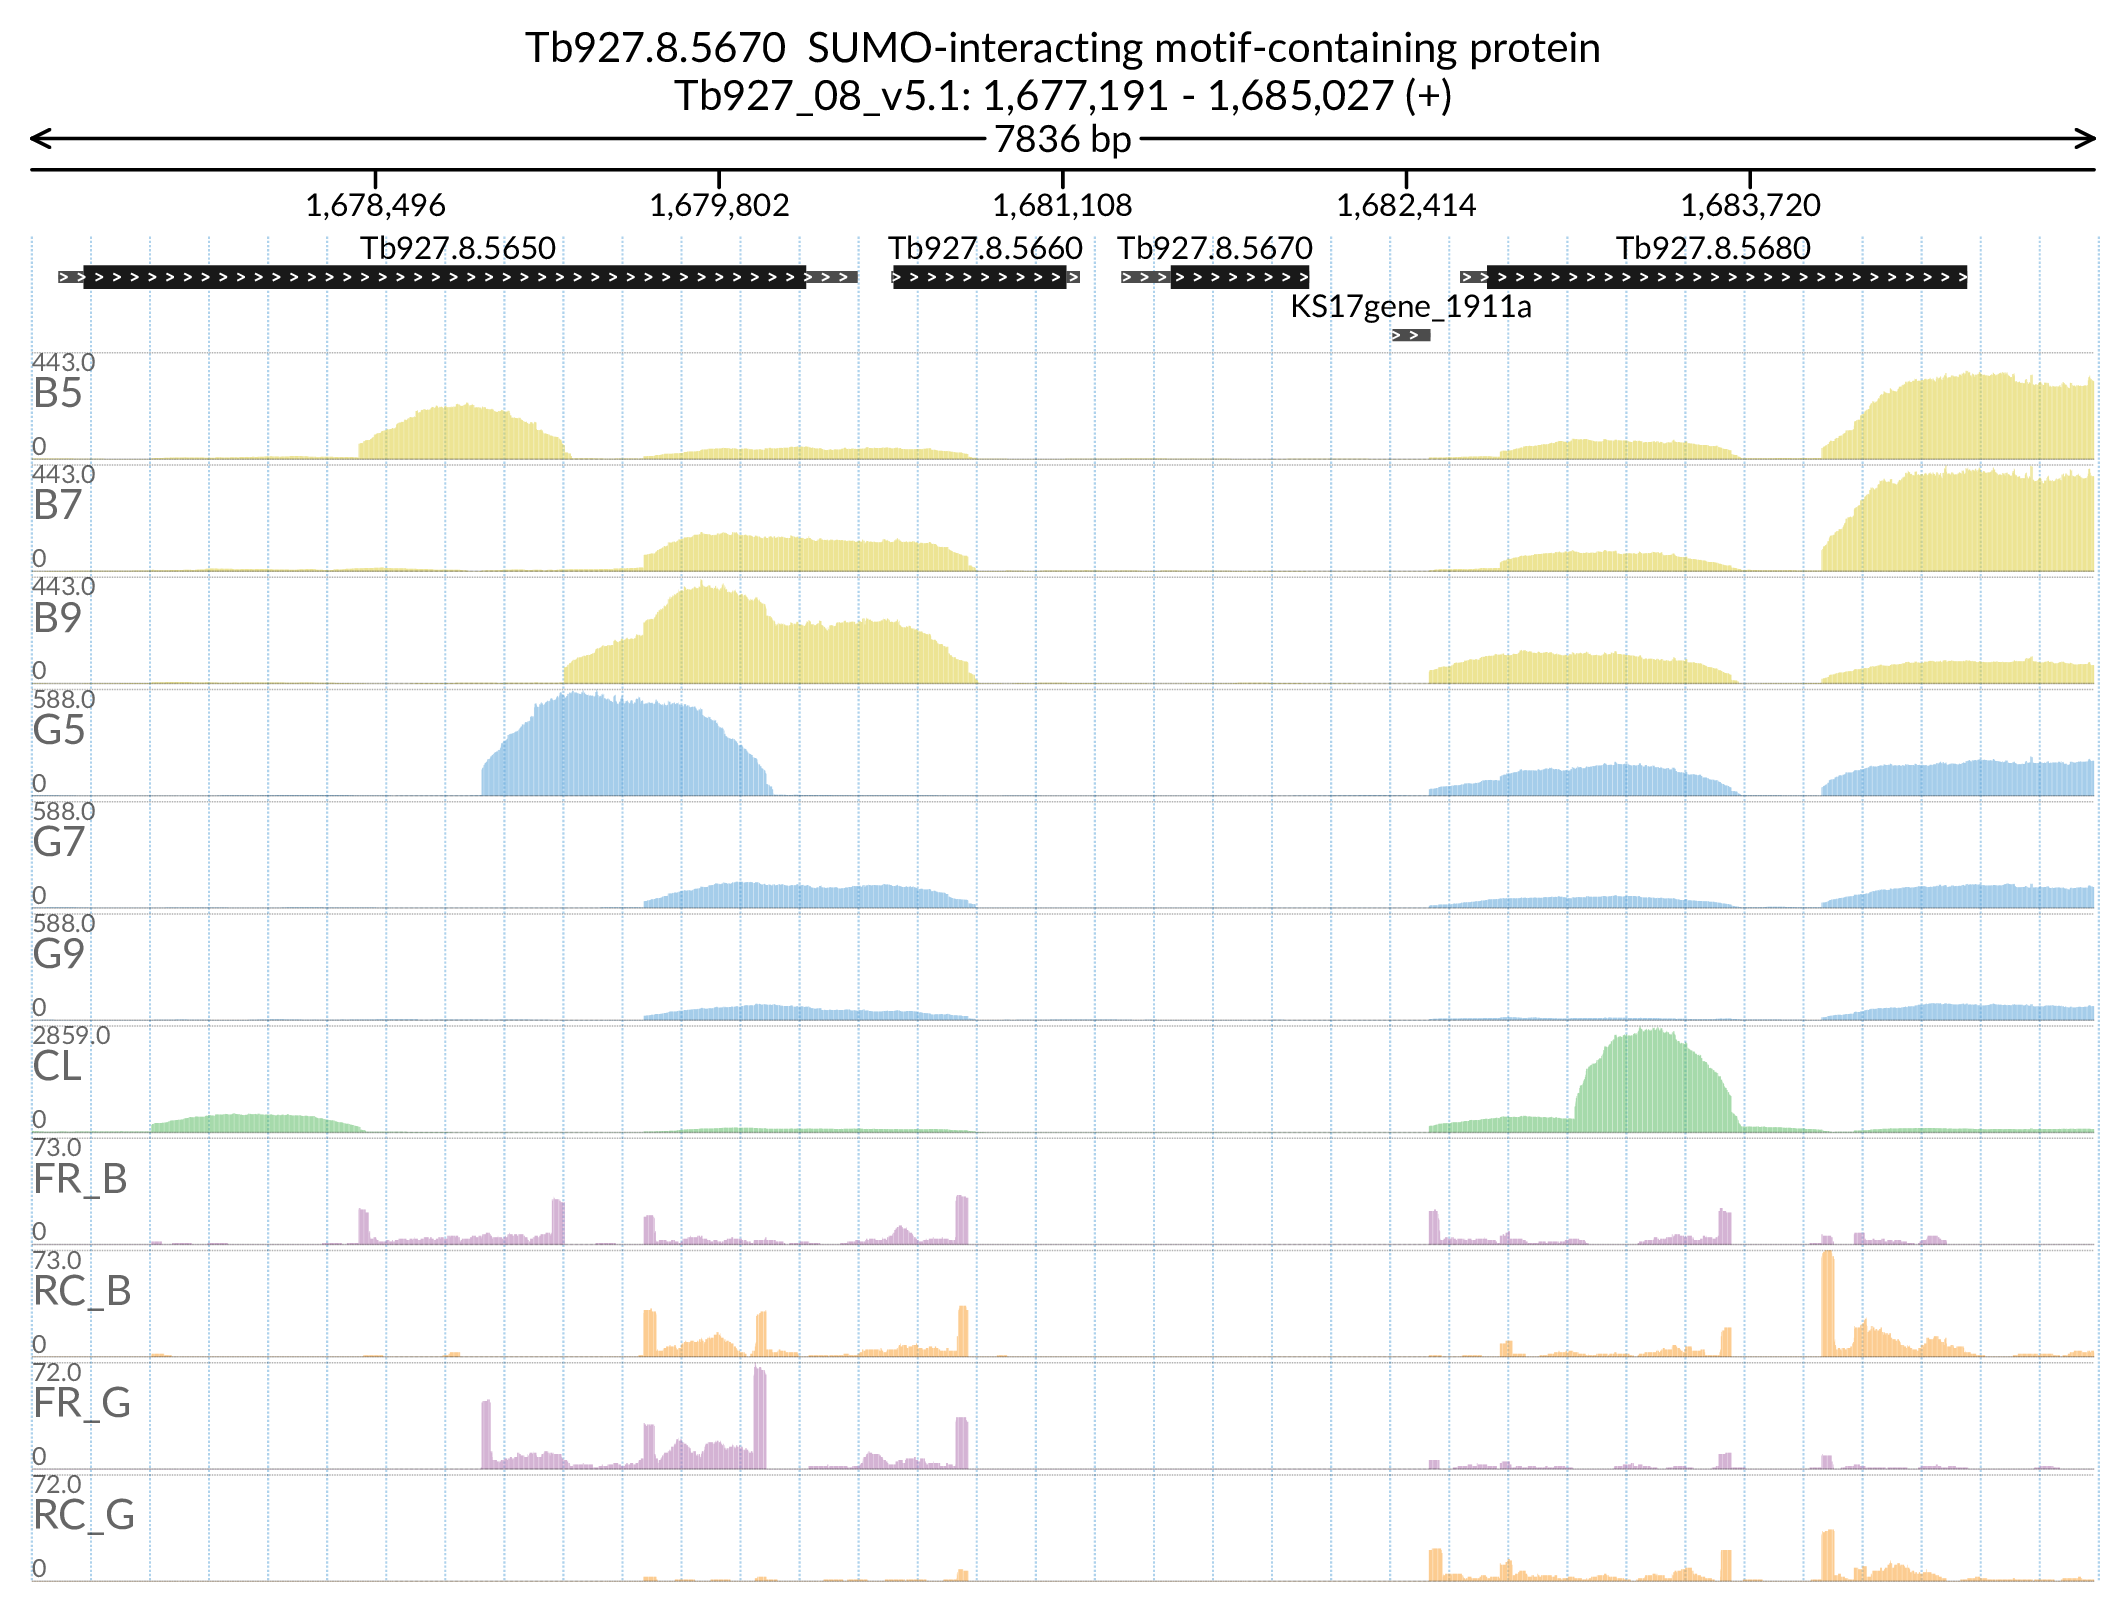 Tb927.8.5670 SUMO-interacting motif-containing protein
Tb927_08_v5.1: 1,677,191 - 1,685,027 (+)
7836 bp
1,678,496 1,679,802 1,681,108 1,682,414 1,683,720
Tb927.8.5650 Tb927.8.5660 Tb927.8.5670 Tb927.8.5680
KS17gene_1911a
443.0
B5
0
443.0
B7
0
443.0
B9
0
588.0
G5
0
588.0
G7
0
588.0
G9
0
2859.0
CL
0
73.0
FR_B
0
73.0
RC_B
0
72.0
FR_G
0
72.0
RC_G
0